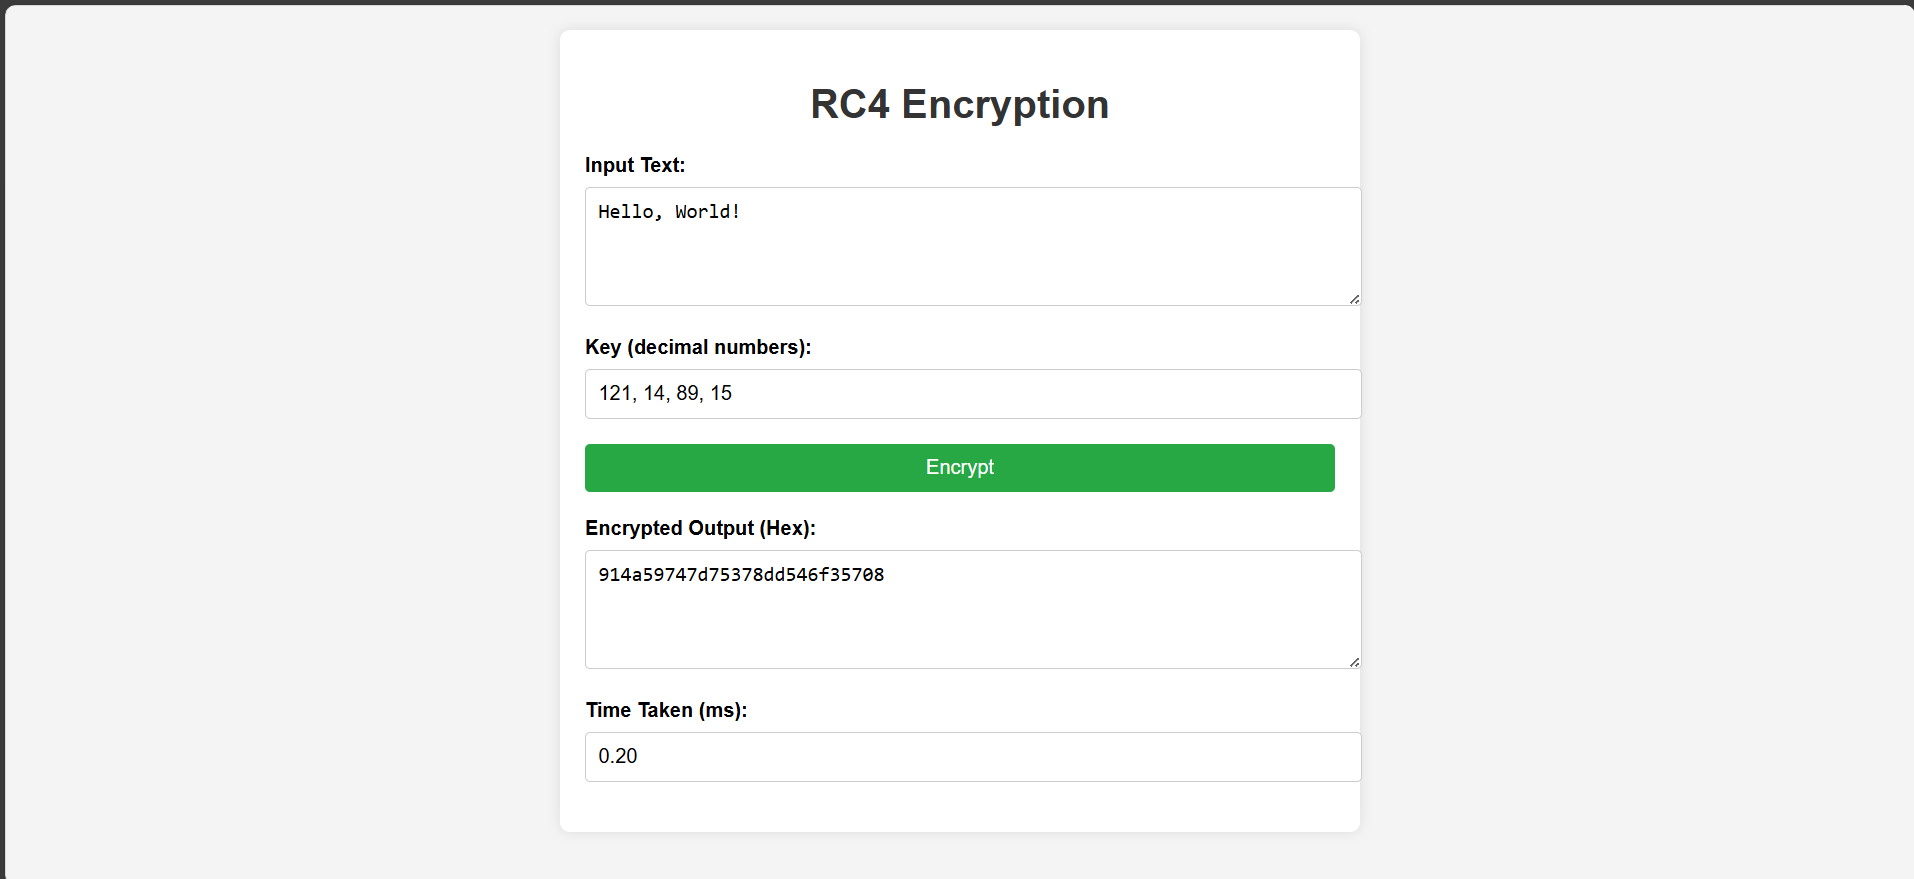 RC4 Encryption
Input Text:
Hello, World!
Key (decimal numbers):
121, 14, 89, 15
Encrypt
Encrypted Output (Hex):
914a59747d75378dd546f35708
Time Taken (ms):
0.20